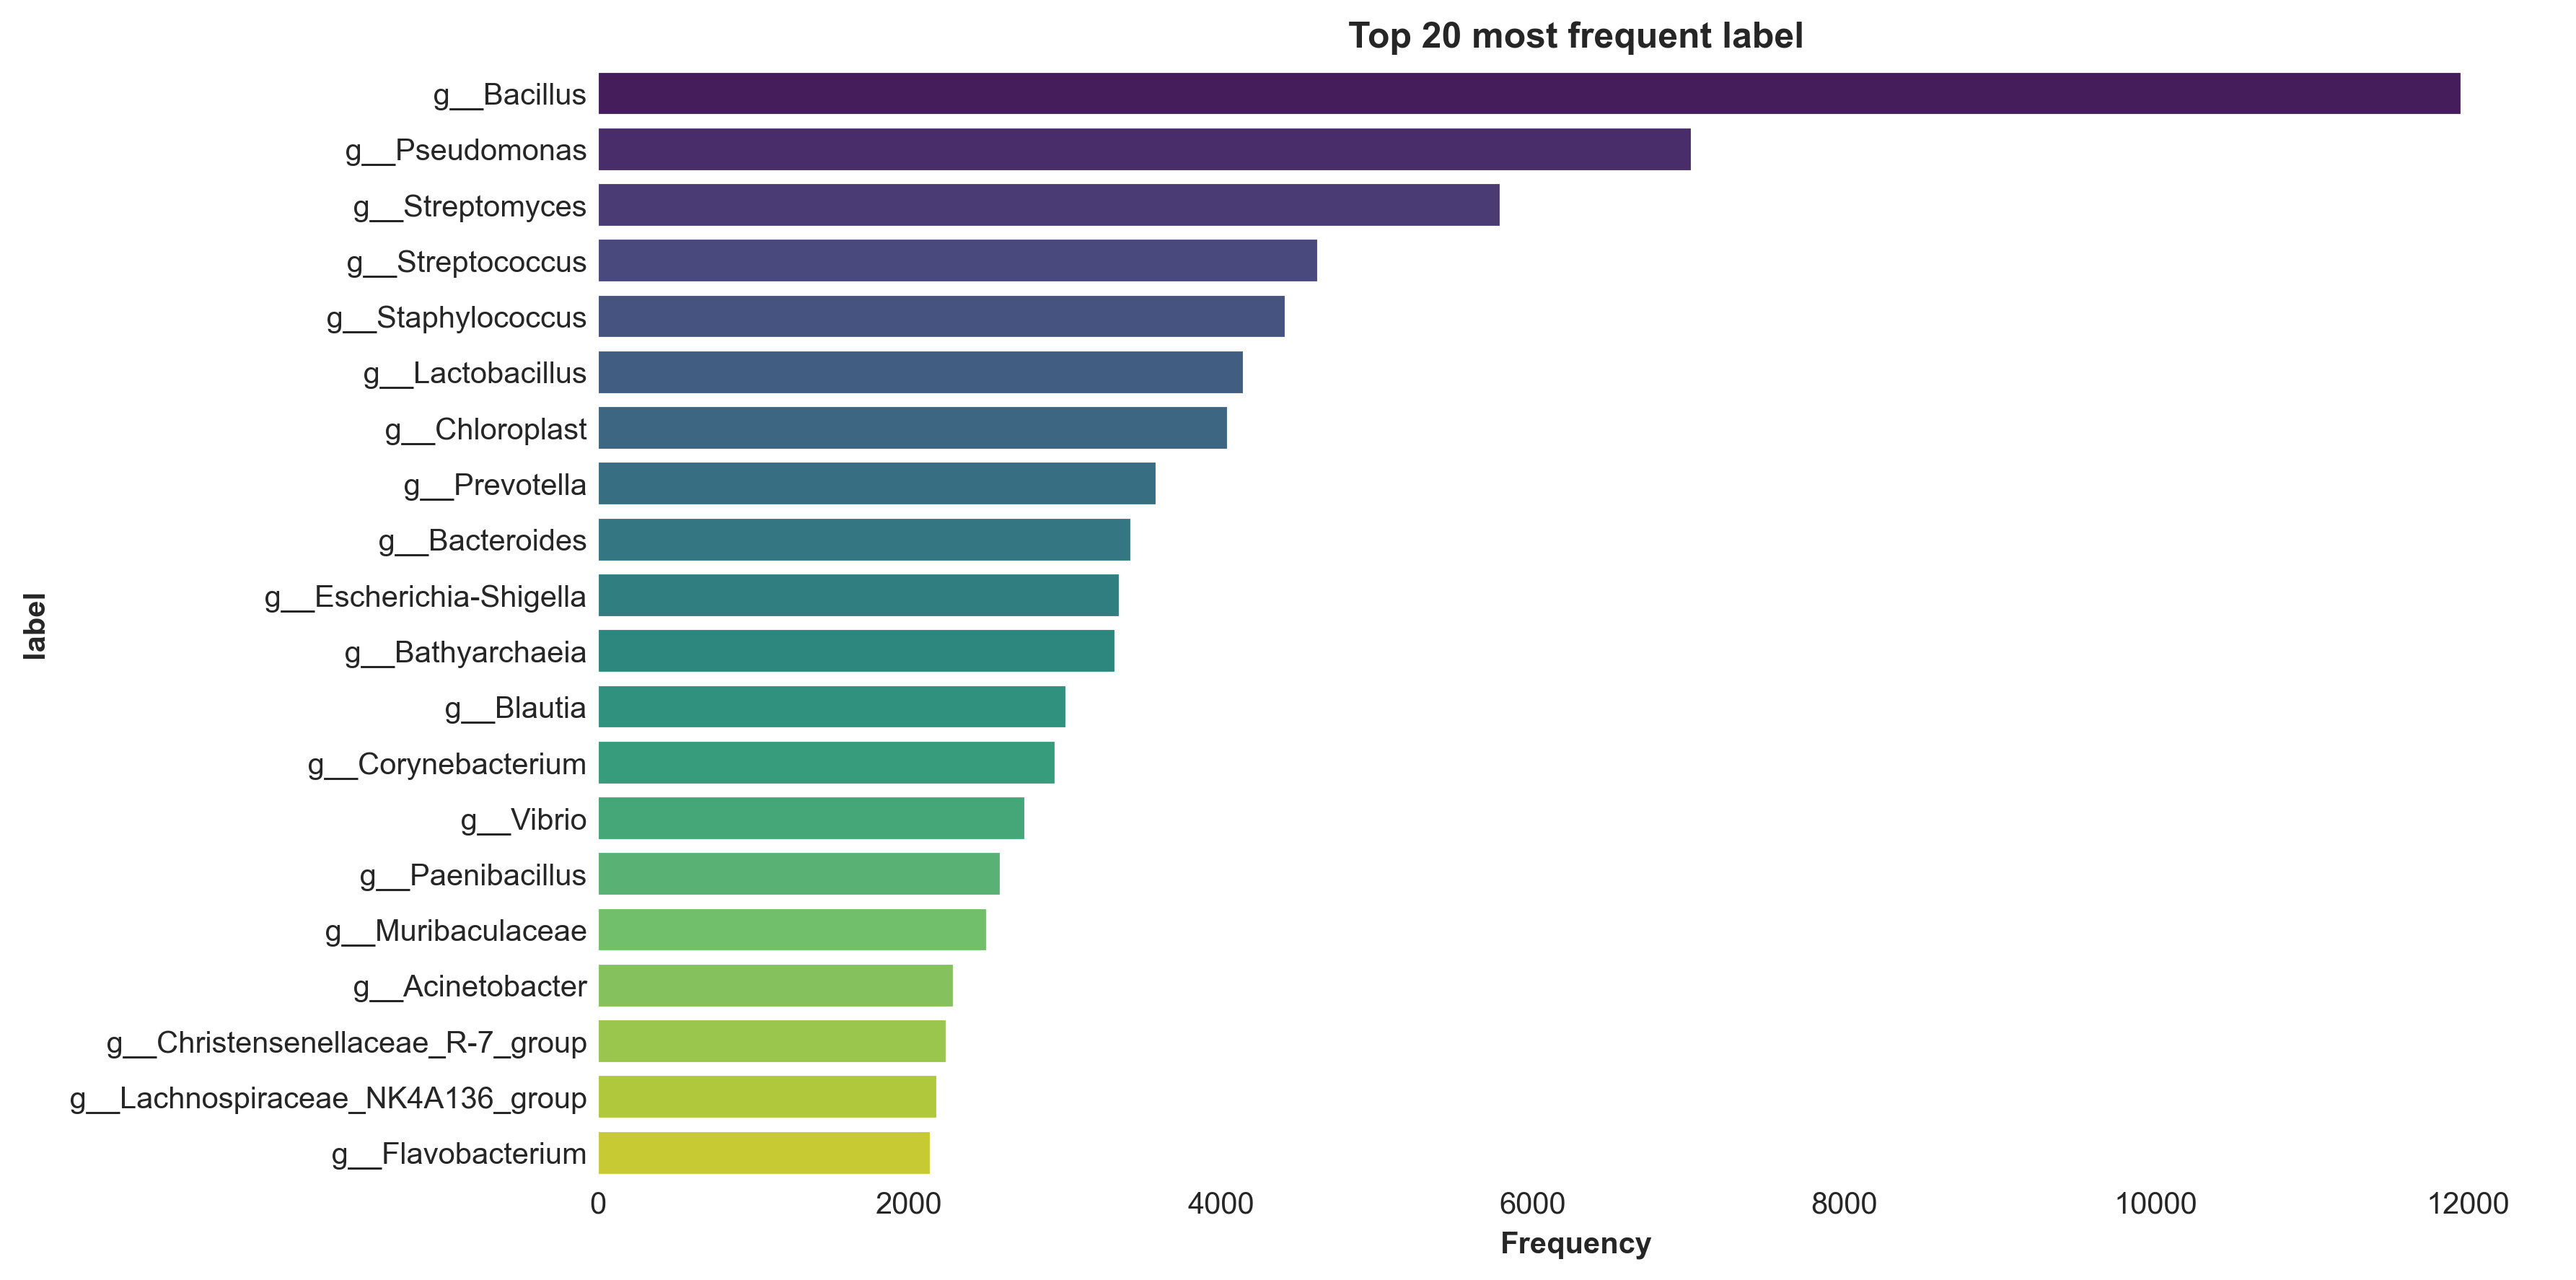 Top 20 most frequent label
g__Bacillus
g__Pseudomonas
g__Streptomyces
g__Streptococcus
g__Staphylococcus
g__Lactobacillus
g__Chloroplast
g__Prevotella
g__Bacteroides
g__Escherichia-Shigella
g__Bathyarchaeia
g__Blautia
g__Corynebacterium
g__Vibrio
g__Paenibacillus
g__Muribaculaceae
g__Acinetobacter
g__Christensenellaceae_R-7_group
g__Lachnospiraceae_NK4A136_group
g__Flavobacterium
label
0 2000 4000 6000 8000 10000 12000
Frequency